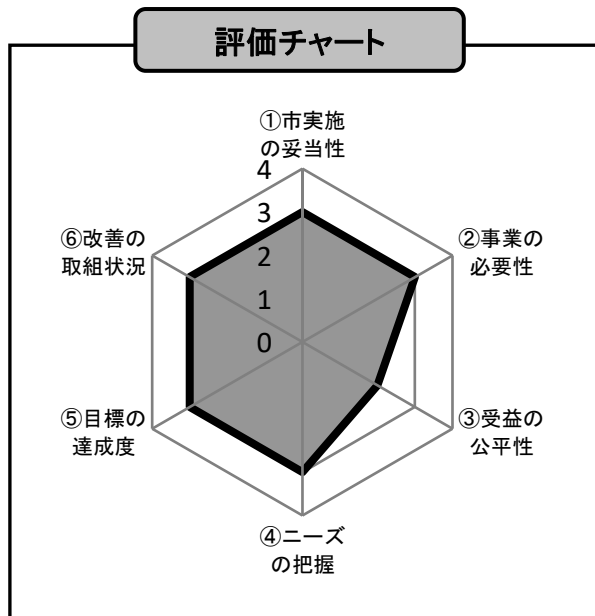 評価チャート
①市実施
の妥当性
4
3
2
1
0
②事業の
必要性
③受益の
公平性
④ニーズ
の把握
⑤目標の
達成度
⑥改善の
取組状況